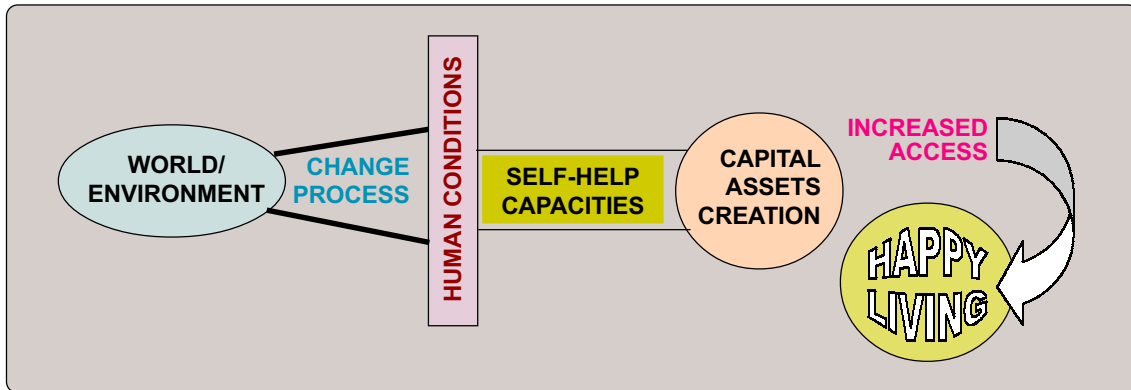 WORLD/
ENVIRONMENT
CHANGE
PROCESS
HUMAN CONDITIONS
SELF-HELP
CAPACITIES
CAPITAL
ASSETS
CREATION
INCREASED
ACCESS
HAPPY
LIVING